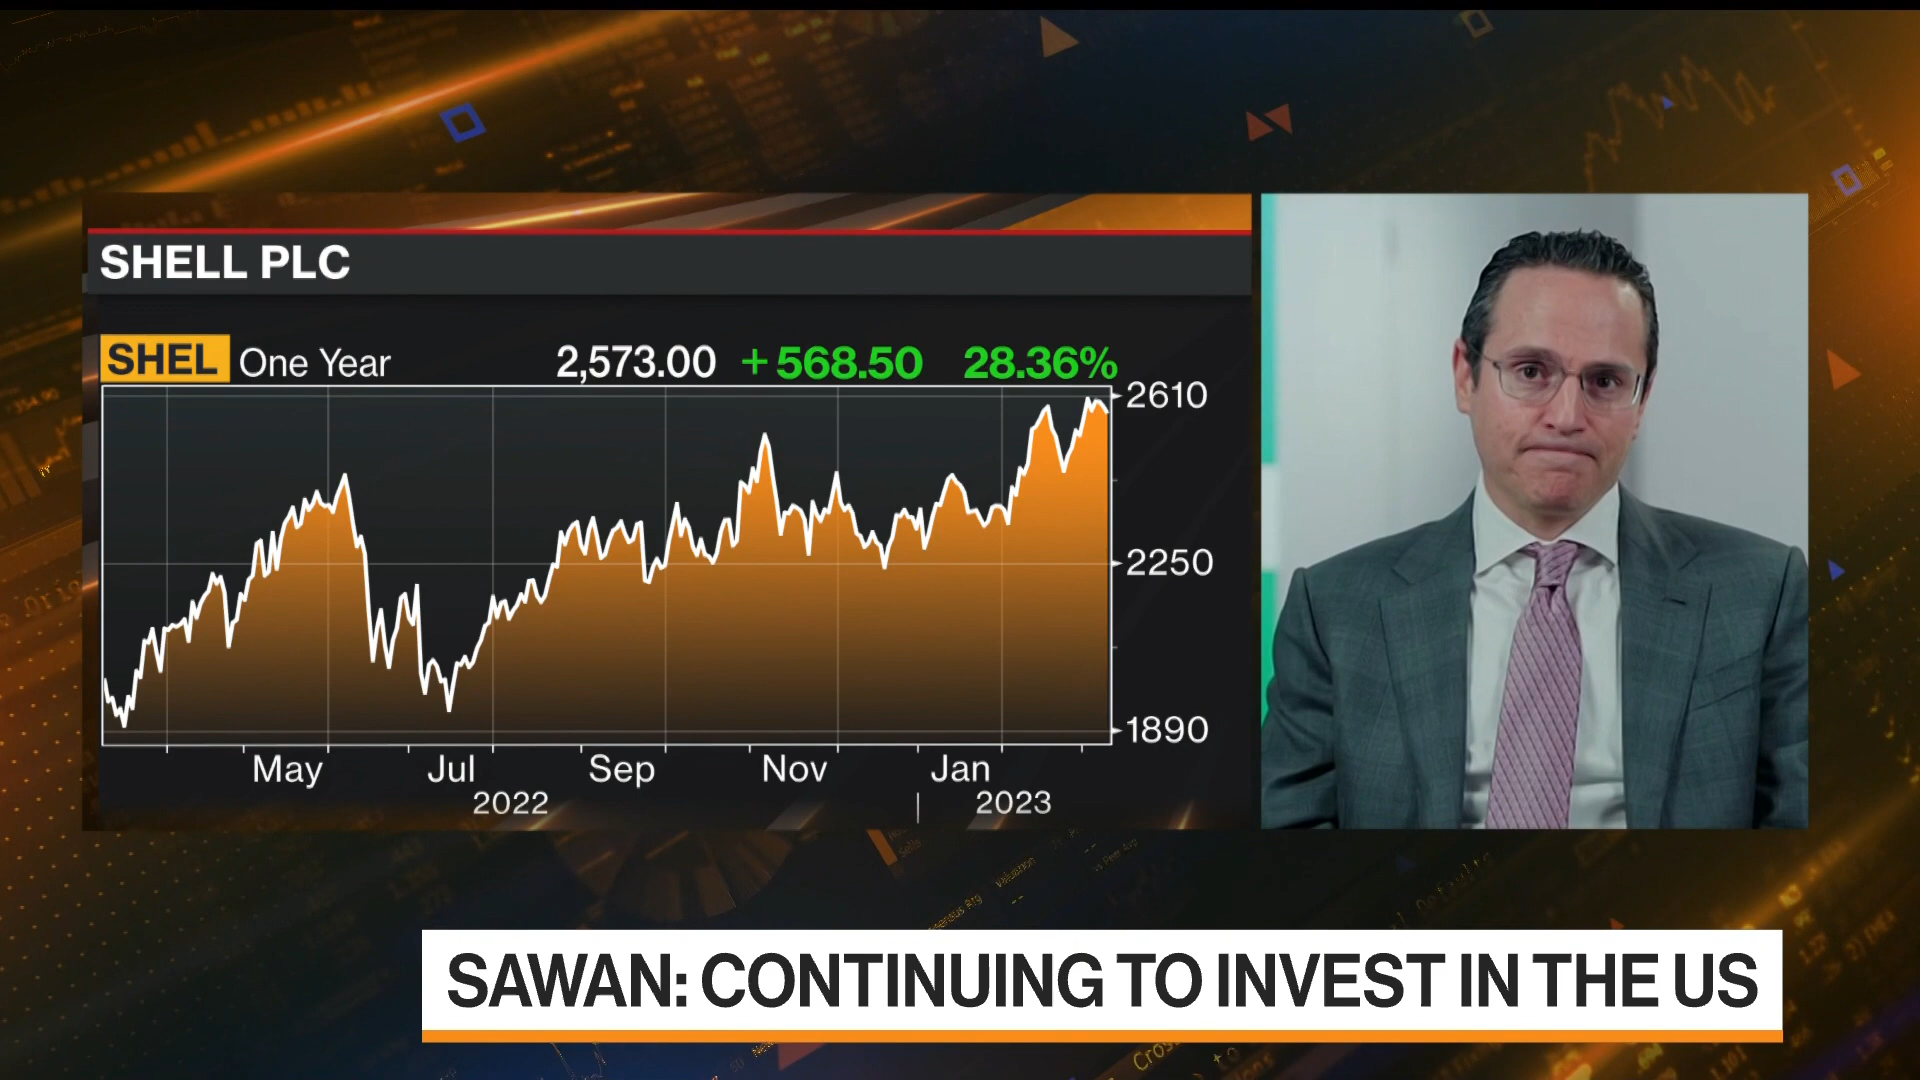 SHELL PLC
SHEL One Year 2,573.00 +568.50 28.36%
2610
2250
1890
May Jul Sep Nov Jan
2022 2023
SAWAN: CONTINUING TO INVEST IN THE US